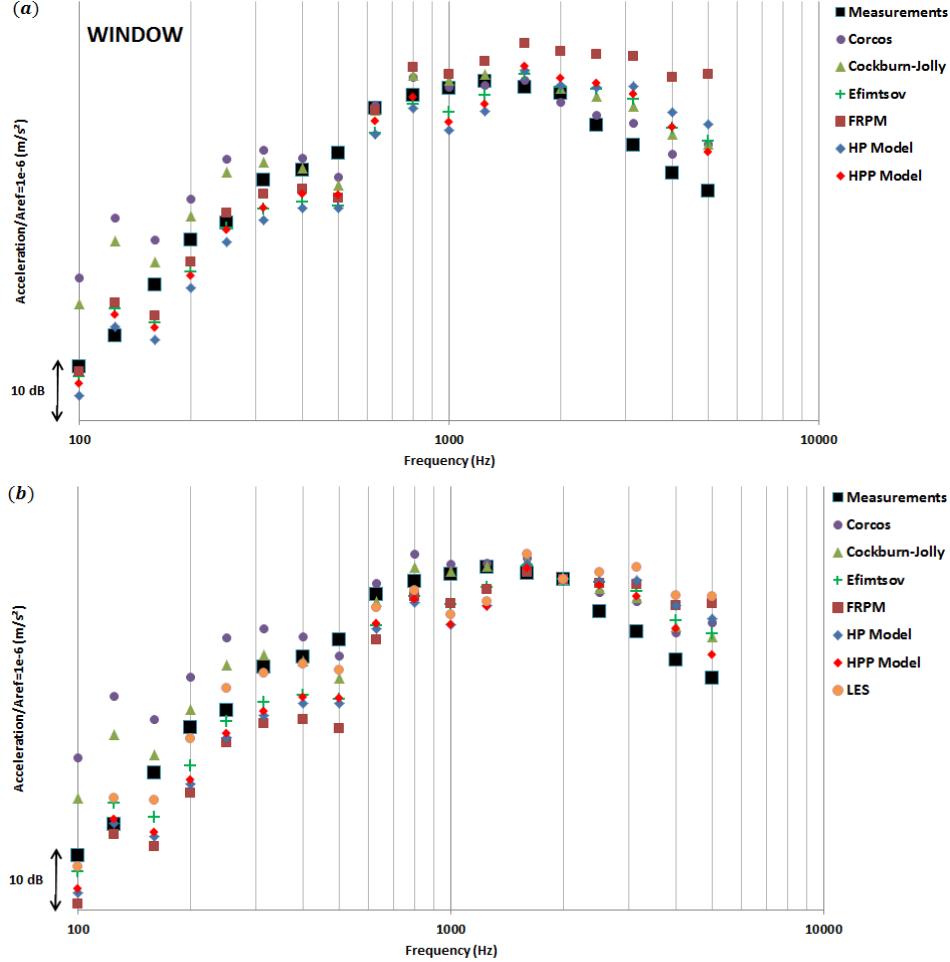 (a)
WINDOW
Acceleration/Aref=1e-6 (m/s²)
10 dB
100
1000
10000
Frequency (Hz)
Measurements
Corcos
Cockburn-Jolly
Efimtsov
FRPM
HP Model
HPP Model
(b)
Acceleration/Aref=1e-6 (m/s²)
10 dB
100
1000
10000
Frequency (Hz)
Measurements
Corcos
Cockburn-Jolly
Efimtsov
FRPM
HP Model
HPP Model
LES